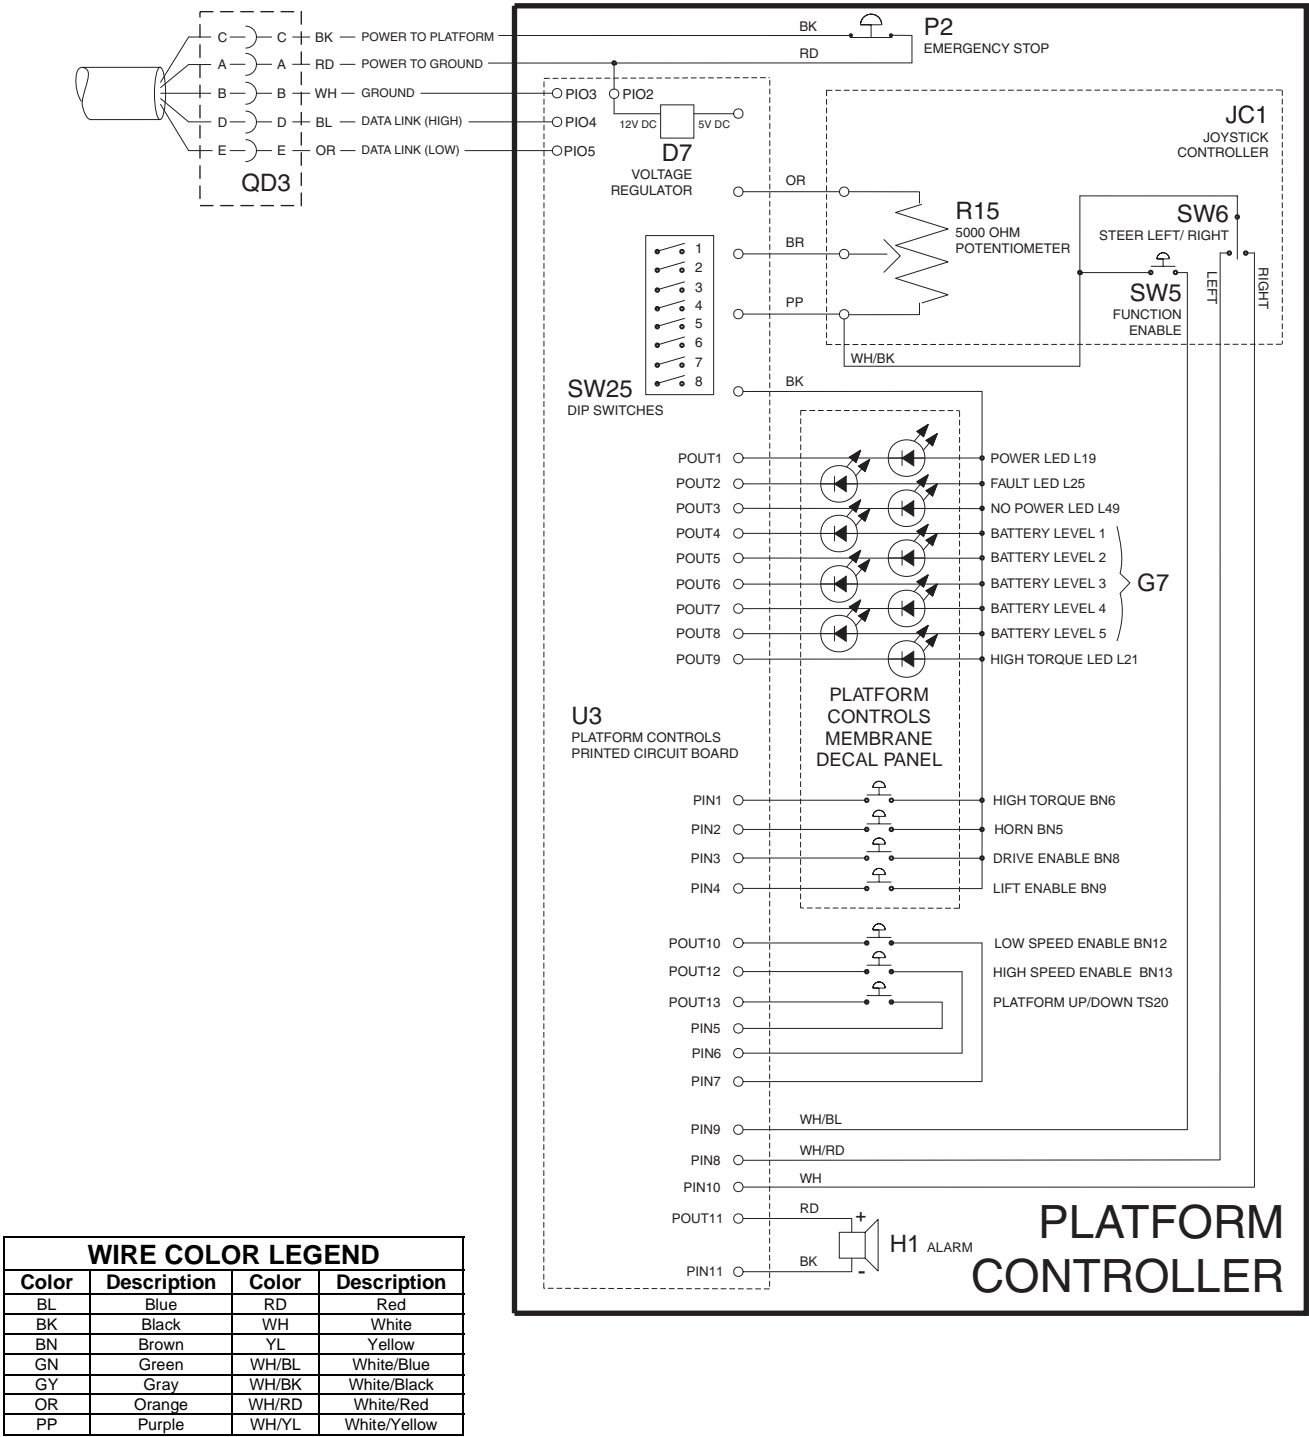 C C BK POWER TO PLATFORM
A A RD POWER TO GROUND
B B WH GROUND
D D BL DATA LINK (HIGH)
E E OR DATA LINK (LOW)
QD3
BK
RD
P2
EMERGENCY STOP
PIO3
PIO2
PIO4
PIO5
12V DC
5V DC
D7
VOLTAGE
REGULATOR
JC1
JOYSTICK
CONTROLLER
OR
BR
PP
WH/BK
R15
5000 OHM
POTENTIOMETER
SW6
STEER LEFT/ RIGHT
SW5
FUNCTION
ENABLE
LEFT
RIGHT
1
2
3
4
5
6
7
8
SW25
DIP SWITCHES
BK
POUT1 POWER LED L19
POUT2 FAULT LED L25
POUT3 NO POWER LED L49
POUT4 BATTERY LEVEL 1
POUT5 BATTERY LEVEL 2
POUT6 BATTERY LEVEL 3
G7
POUT7 BATTERY LEVEL 4
POUT8 BATTERY LEVEL 5
POUT9 HIGH TORQUE LED L21
PLATFORM
CONTROLS
MEMBRANE
DECAL PANEL
U3
PLATFORM CONTROLS
PRINTED CIRCUIT BOARD
PIN1 HIGH TORQUE BN6
PIN2 HORN BN5
PIN3 DRIVE ENABLE BN8
PIN4 LIFT ENABLE BN9
POUT10 LOW SPEED ENABLE BN12
POUT12 HIGH SPEED ENABLE BN13
POUT13 PLATFORM UP/DOWN TS20
PIN5
PIN6
PIN7
PIN9 WH/BL
PIN8 WH/RD
PIN10 WH
POUT11 RD
+
H1 ALARM
PIN11 BK
-
PLATFORM
CONTROLLER
WIRE COLOR LEGEND
Color Description Color Description
BL Blue RD Red
BK Black WH White
BN Brown YL Yellow
GN Green WH/BL White/Blue
GY Gray WH/BK White/Black
OR Orange WH/RD White/Red
PP Purple WH/YL White/Yellow